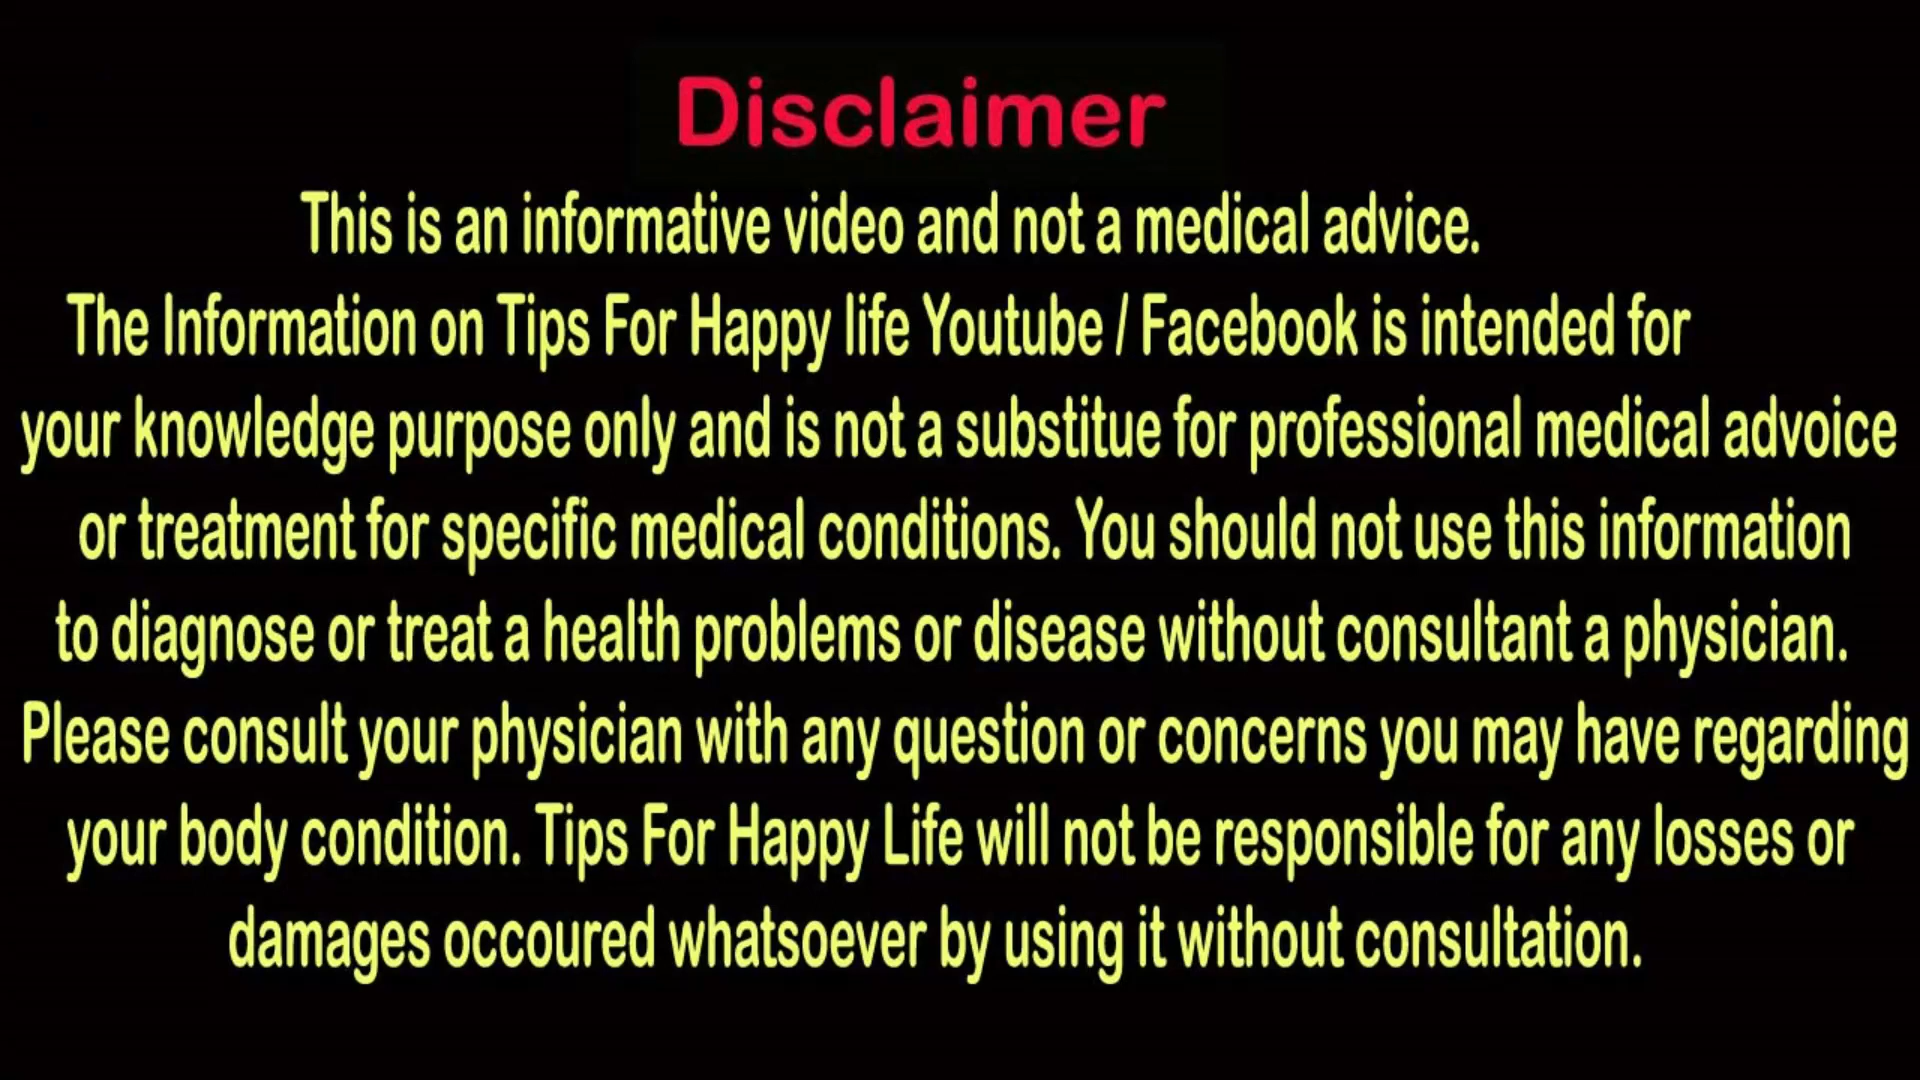 Disclaimer
This is an informative video and not a medical advice.
The Information on Tips For Happy life Youtube / Facebook is intended for
your knowledge purpose only and is not a substitue for professional medical advoice
or treatment for specific medical conditions. You should not use this information
to diagnose or treat a health problems or disease without consultant a physician.
Please consult your physician with any question or concerns you may have regarding
your body condition. Tips For Happy Life will not be responsible for any losses or
damages occoured whatsoever by using it without consultation.